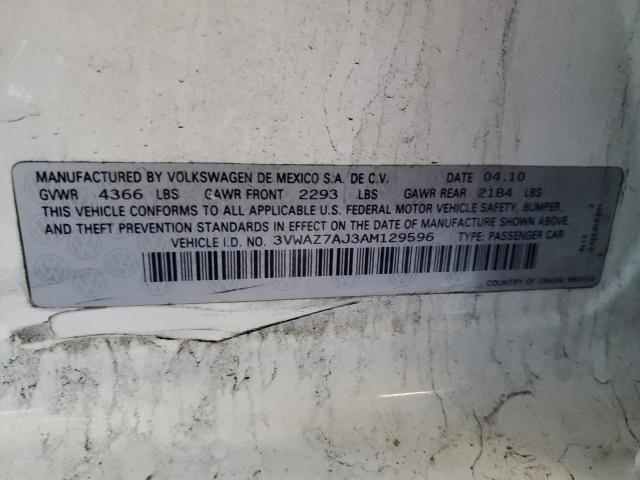 MANUFACTURED BY VOLKSWAGEN DE MEXICO S.A. DE C.V. DATE 04.10
GVWR 4366 LBS GAWR FRONT 2293 LBS GAWR REAR 2184 LBS
THIS VEHICLE CONFORMS TO ALL APPLICABLE U.S. FEDERAL MOTOR VEHICLE SAFETY, BUMPER,
AND THEFT PREVENTION STANDARDS IN EFFECT ON THE DATE OF MANUFACTURE SHOWN ABOVE.
VEHICLE I.D. NO. 3VWAZ7AJ3AM129596 TYPE: PASSENGER CAR
COUNTRY OF ORIGIN: MEXICO